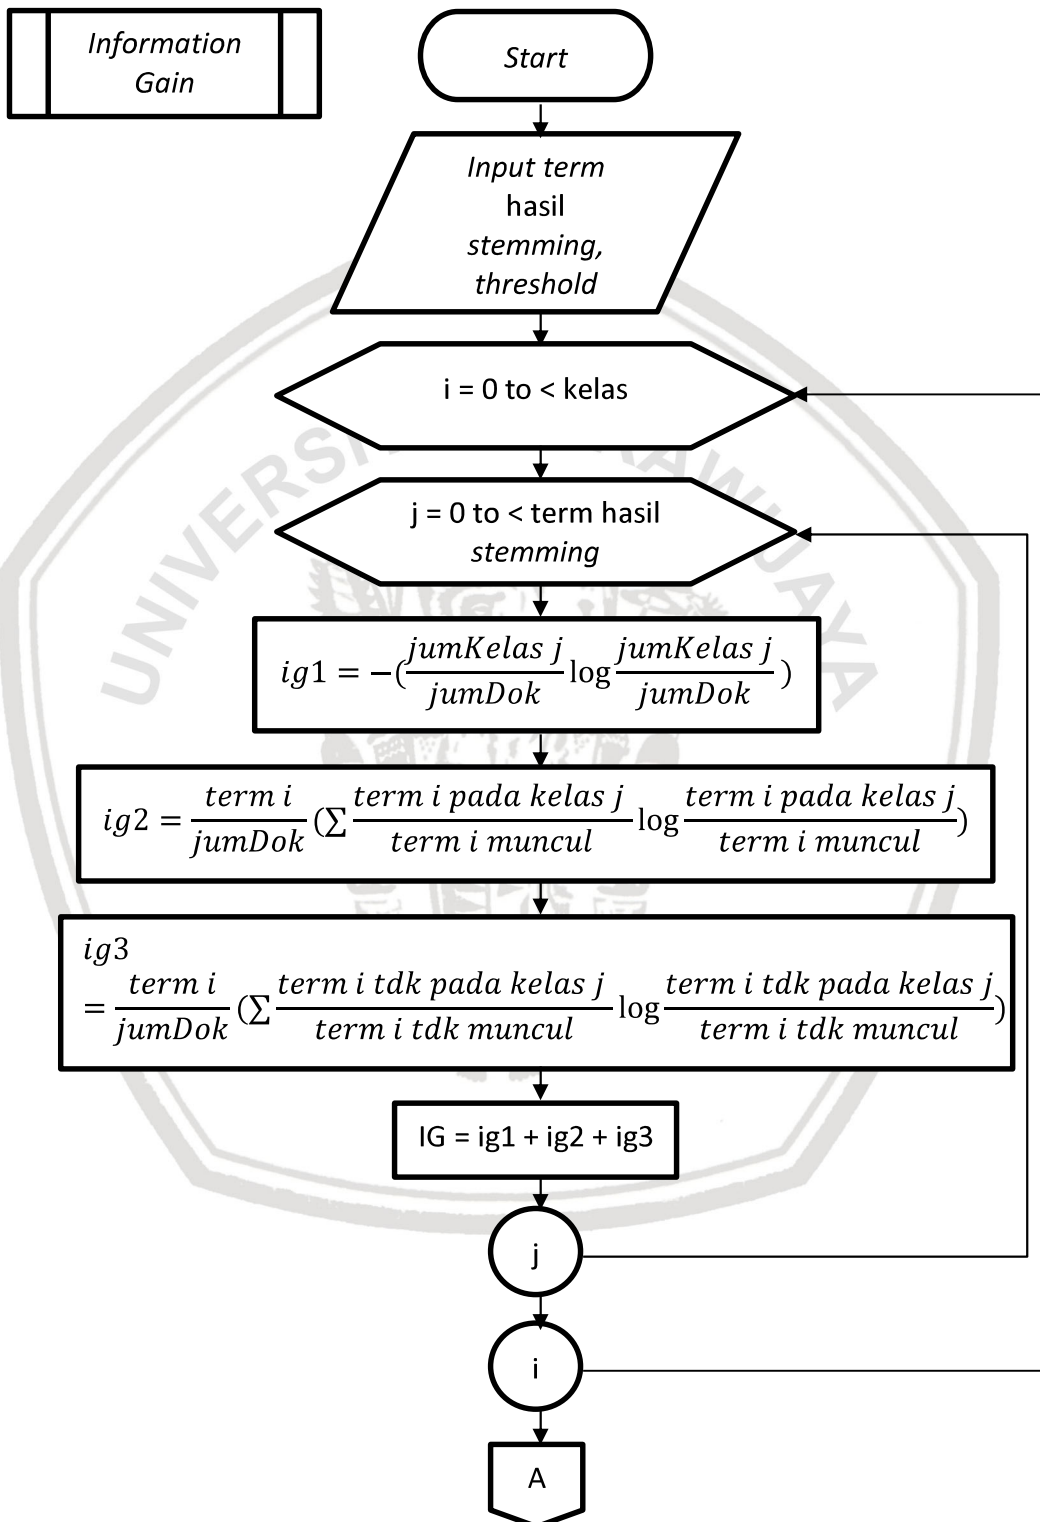 Information
Gain
Start
Input term
hasil
stemming,
threshold
i = 0 to < kelas
j = 0 to < term hasil
stemming
ig1 = −(jumKelas j/jumDok log jumKelas j/jumDok)
ig2 = term i/jumDok (∑ term i pada kelas j/term i muncul log term i pada kelas j/term i muncul)
ig3
= term i/jumDok (∑ term i tdk pada kelas j/term i tdk muncul log term i tdk pada kelas j/term i tdk muncul)
IG = ig1 + ig2 + ig3
j
i
A